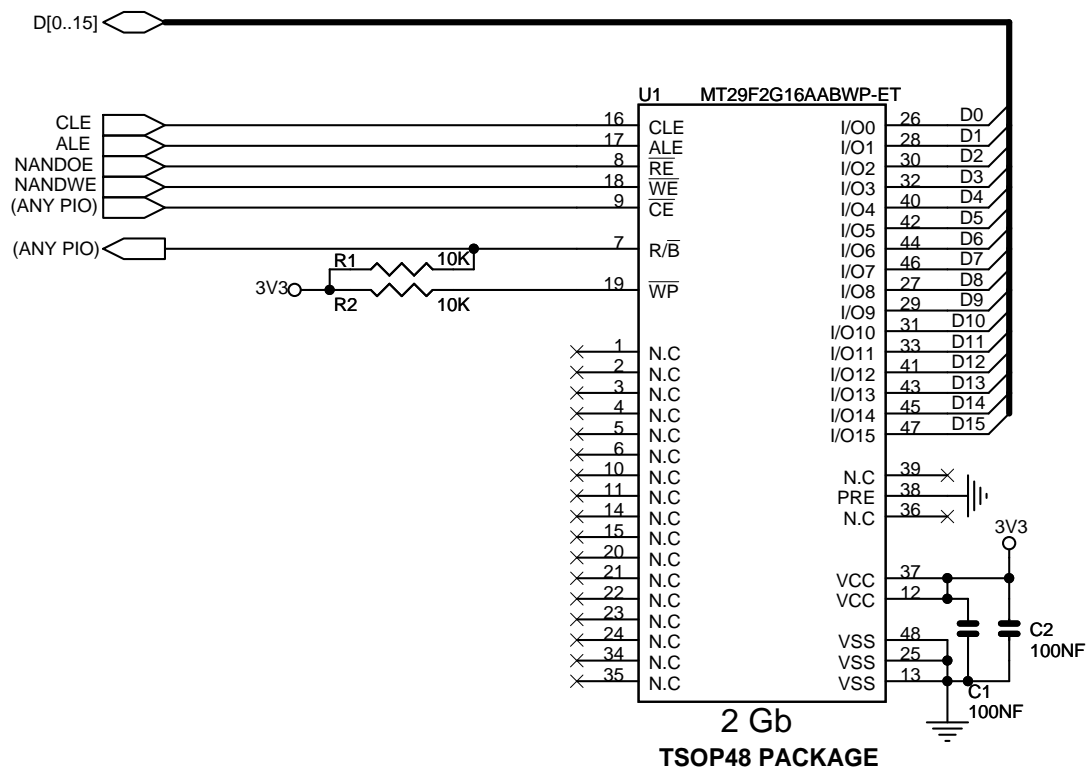 D[0..15]
U1 MT29F2G16AABWP-ET
CLE 16 CLE I/O0 26 D0
ALE 17 ALE I/O1 28 D1
NANDOE 8 RE I/O2 30 D2
NANDWE 18 WE I/O3 32 D3
(ANY PIO) 9 CE I/O4 40 D4
I/O5 42 D5
(ANY PIO) 7 R/B I/O6 44 D6
R1 10K I/O7 46 D7
3V3 19 WP I/O8 27 D8
R2 10K I/O9 29 D9
I/O10 31 D10
1 N.C I/O11 33 D11
2 N.C I/O12 41 D12
3 N.C I/O13 43 D13
4 N.C I/O14 45 D14
5 N.C I/O15 47 D15
6 N.C
10 N.C N.C 39
11 N.C PRE 38
14 N.C N.C 36
15 N.C 3V3
20 N.C
21 N.C VCC 37
22 N.C VCC 12
23 N.C
24 N.C VSS 48 C2
34 N.C VSS 25 100NF
35 N.C VSS 13
C1
100NF
2 Gb
TSOP48 PACKAGE